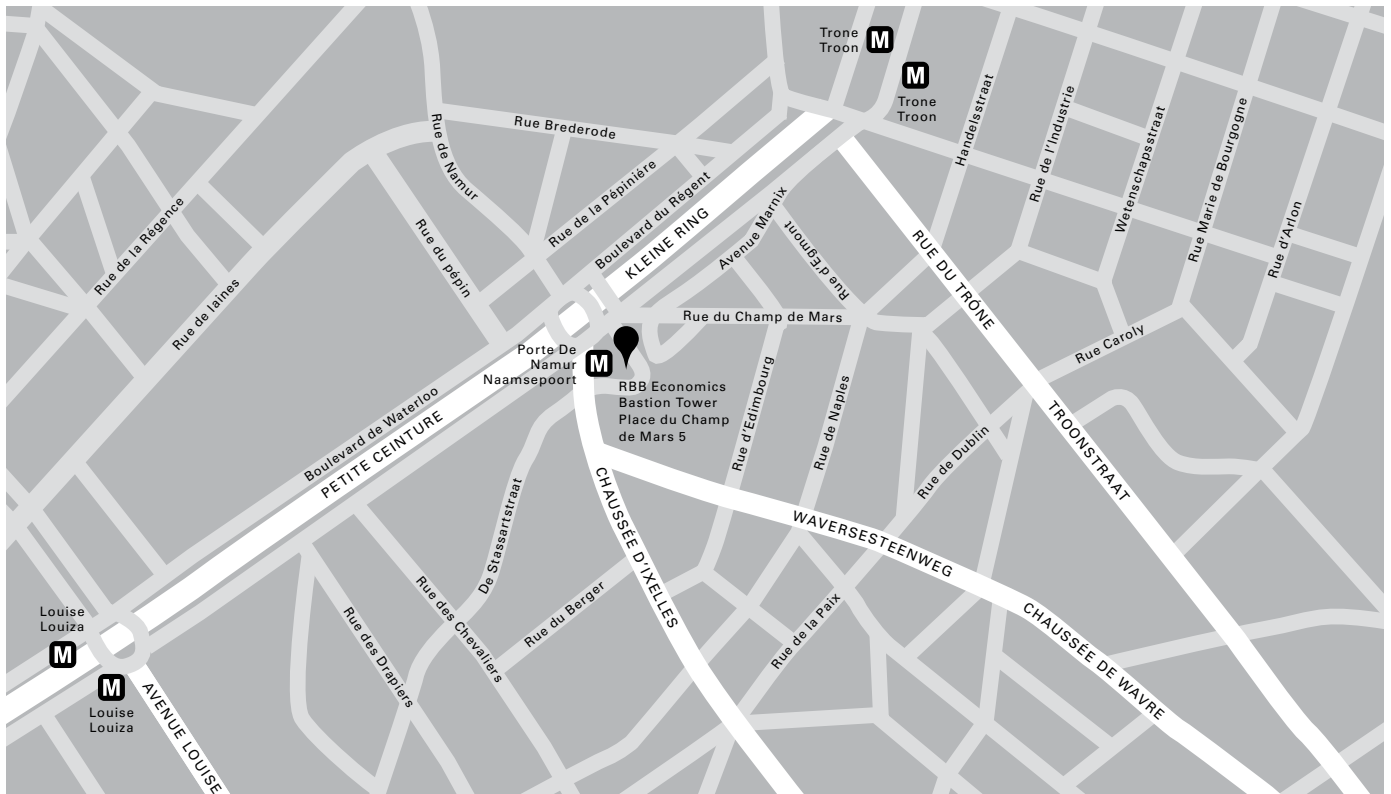 Trone
Troon
M
M
Trone
Troon
Rue Brederode
Rue de Namur
Rue de la Pépiniére
Boulevard du Régent
KLEINE RING
Avenue Marnix
Rue d'Egmont
Handelsstraat
Rue de l'Industrie
Wetenschapsstraat
Rue Marie de Bourgogne
Rue d'Arlon
Rue de la Régence
Rue de laines
Rue du pépin
RUE DU TRÔNE
Rue du Champ de Mars
Rue Caroly
Porte De
Namur
Naamsepoort
M
RBB Economics
Bastion Tower
Place du Champ
de Mars 5
Rue d'Edimbourg
Rue de Naples
Rue de Dublin
TROONSTRAAT
Boulevard de Waterloo
PETITE CEINTURE
De Stassartstraat
CHAUSSÉE D'IXELLES
WAVERSESTEENWEG
CHAUSSÉE DE WAVRE
Rue du Berger
Rue de la Paix
Rue des Chevaliers
Rue des Drapiers
Louise
Louiza
M
M
Louise
Louiza
AVENUE LOUISE